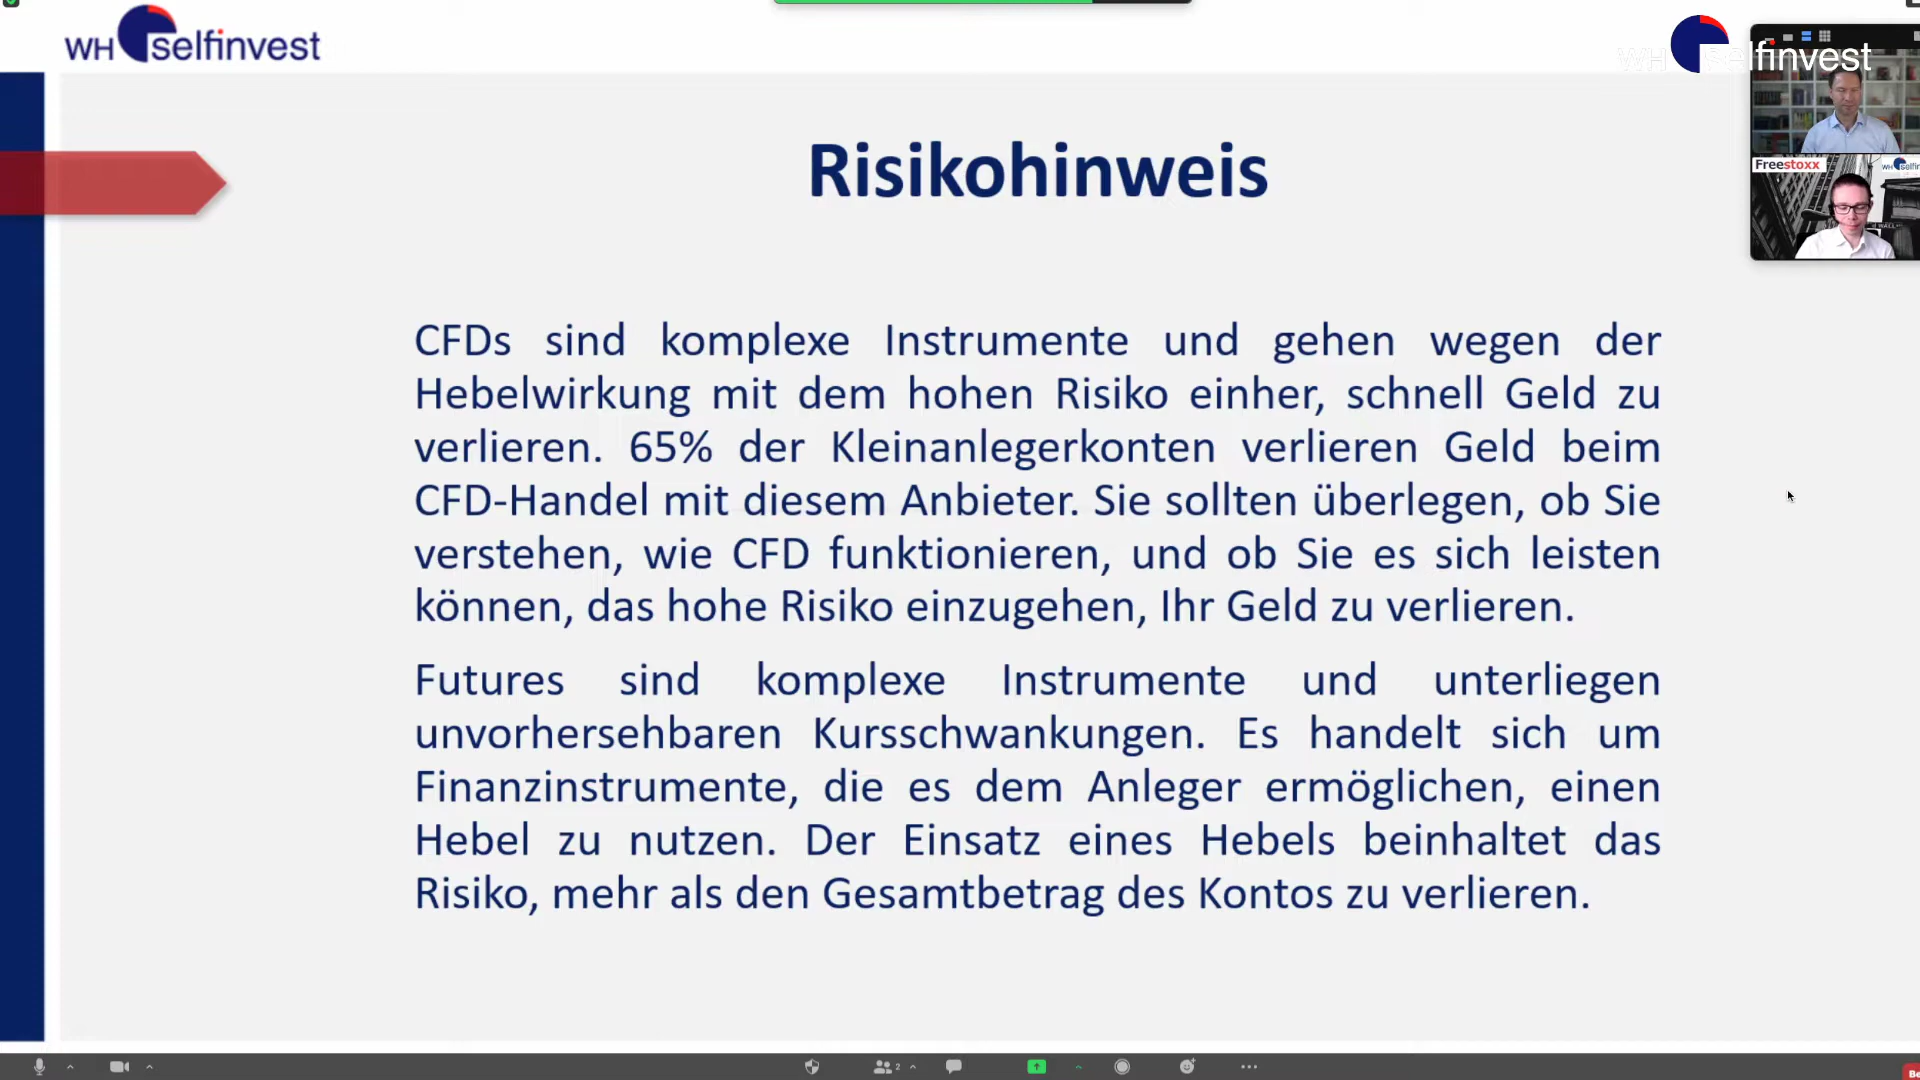 WH selfinvest
elfinvest
Freestoxx
Risikohinweis
CFDs sind komplexe Instrumente und gehen wegen der
Hebelwirkung mit dem hohen Risiko einher, schnell Geld zu
verlieren. 65% der Kleinanlegerkonten verlieren Geld beim
CFD-Handel mit diesem Anbieter. Sie sollten überlegen, ob Sie
verstehen, wie CFD funktionieren, und ob Sie es sich leisten
können, das hohe Risiko einzugehen, Ihr Geld zu verlieren.
Futures sind komplexe Instrumente und unterliegen
unvorhersehbaren Kursschwankungen. Es handelt sich um
Finanzinstrumente, die es dem Anleger ermöglichen, einen
Hebel zu nutzen. Der Einsatz eines Hebels beinhaltet das
Risiko, mehr als den Gesamtbetrag des Kontos zu verlieren.
2